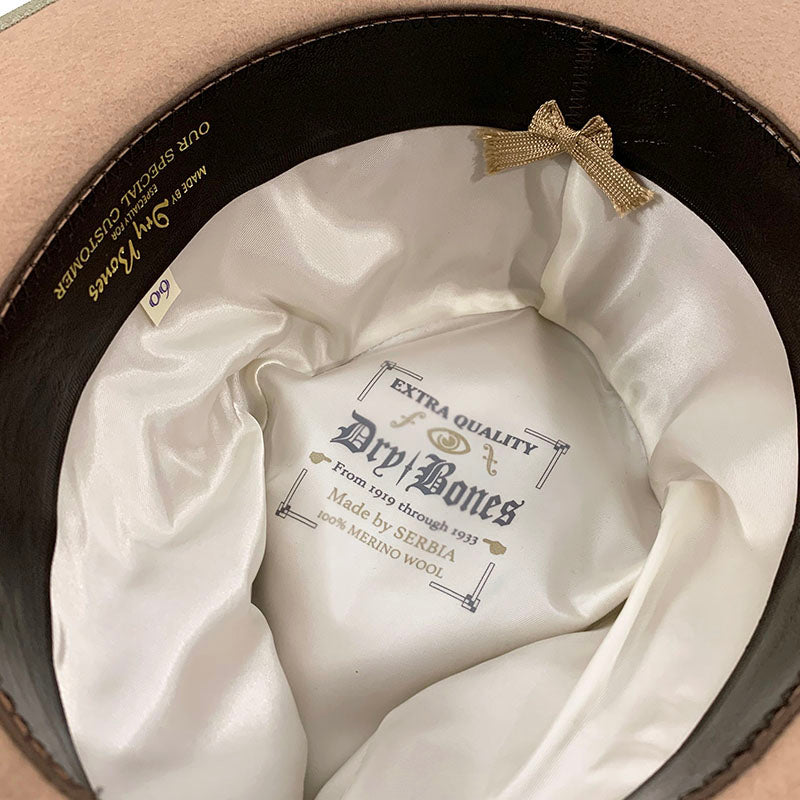 MADE BY
Dry Bones
ESPECIALLY FOR
OUR SPECIAL CUSTOMER
60
EXTRA QUALITY
Dry Bones
From 1919 through 1933
Made by SERBIA
100% MERINO WOOL